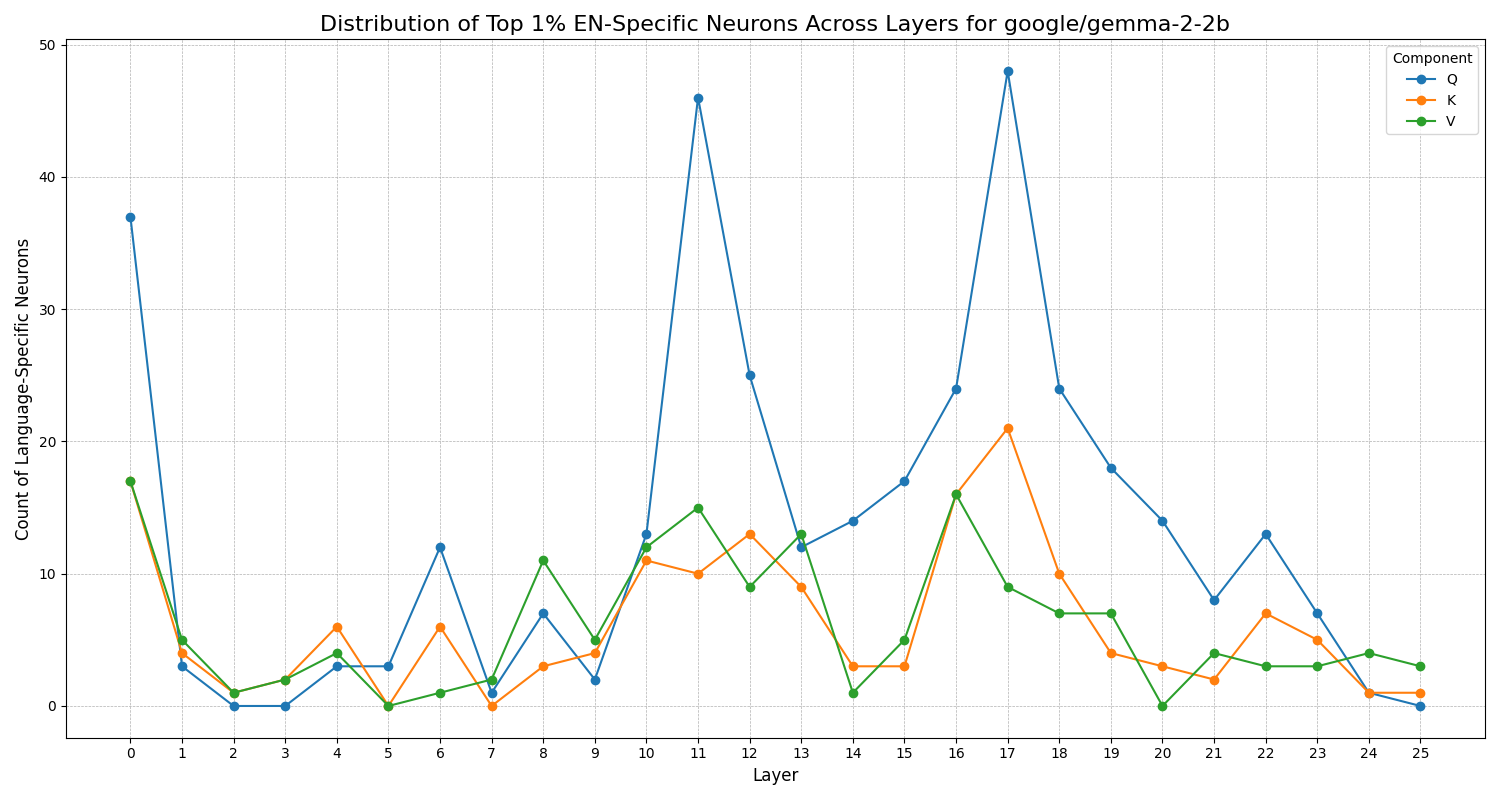 Distribution of Top 1% EN-Specific Neurons Across Layers for google/gemma-2-2b
Component
Q
K
V
Count of Language-Specific Neurons
50
40
30
20
10
0
0 1 2 3 4 5 6 7 8 9 10 11 12 13 14 15 16 17 18 19 20 21 22 23 24 25
Layer